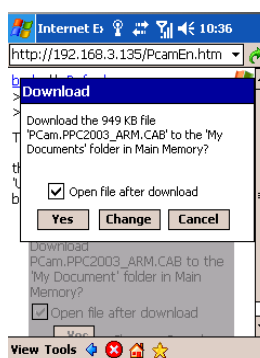 Internet E 10:36
http://192.168.3.135/PcamEn.htm
Download
Download the 949 KB file
'PCam.PPC2003_ARM.CAB' to the 'My
Documents' folder in Main Memory?
Open file after download
Yes Change Cancel
Download
PCam.PPC2003_ARM.CAB to the
'My Document' folder in Main
Memory?
Open file after download
View Tools